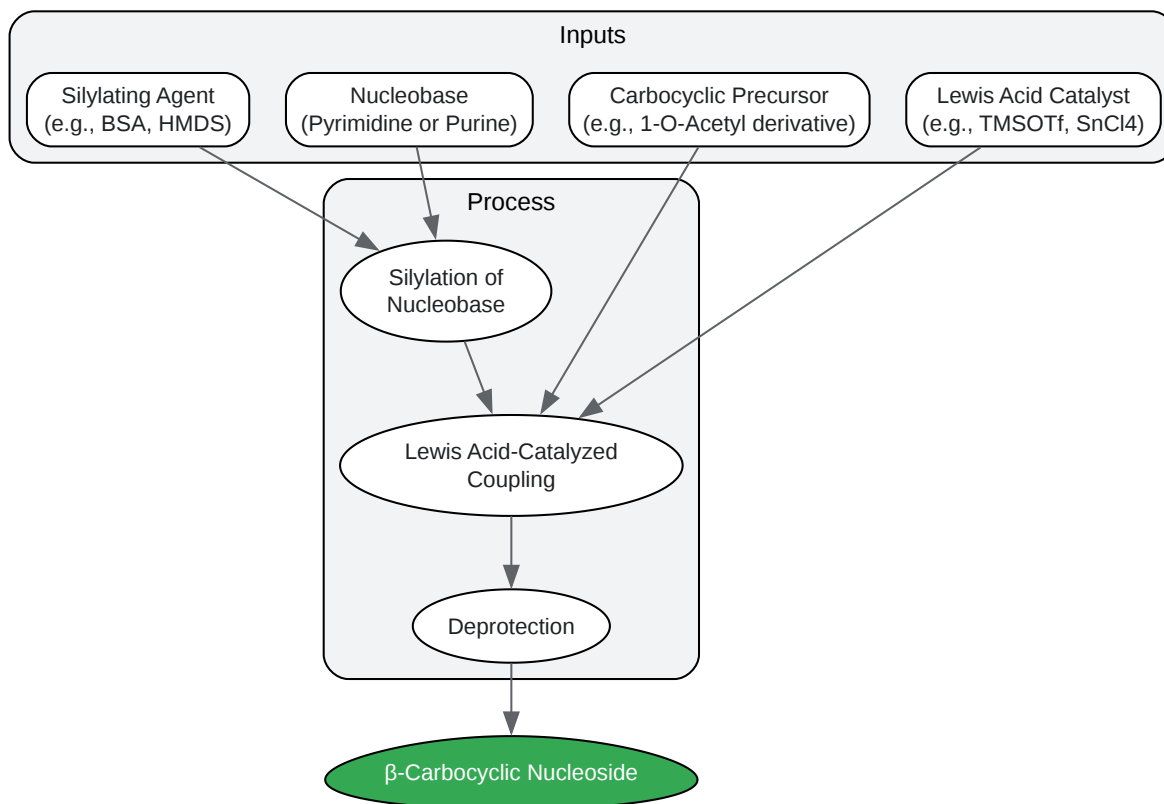 Inputs
Silylating Agent
(e.g., BSA, HMDS)
Nucleobase
(Pyrimidine or Purine)
Carbocyclic Precursor
(e.g., 1-O-Acetyl derivative)
Lewis Acid Catalyst
(e.g., TMSOTf, SnCl4)
Process
Silylation of
Nucleobase
Lewis Acid-Catalyzed
Coupling
Deprotection
β-Carbocyclic Nucleoside